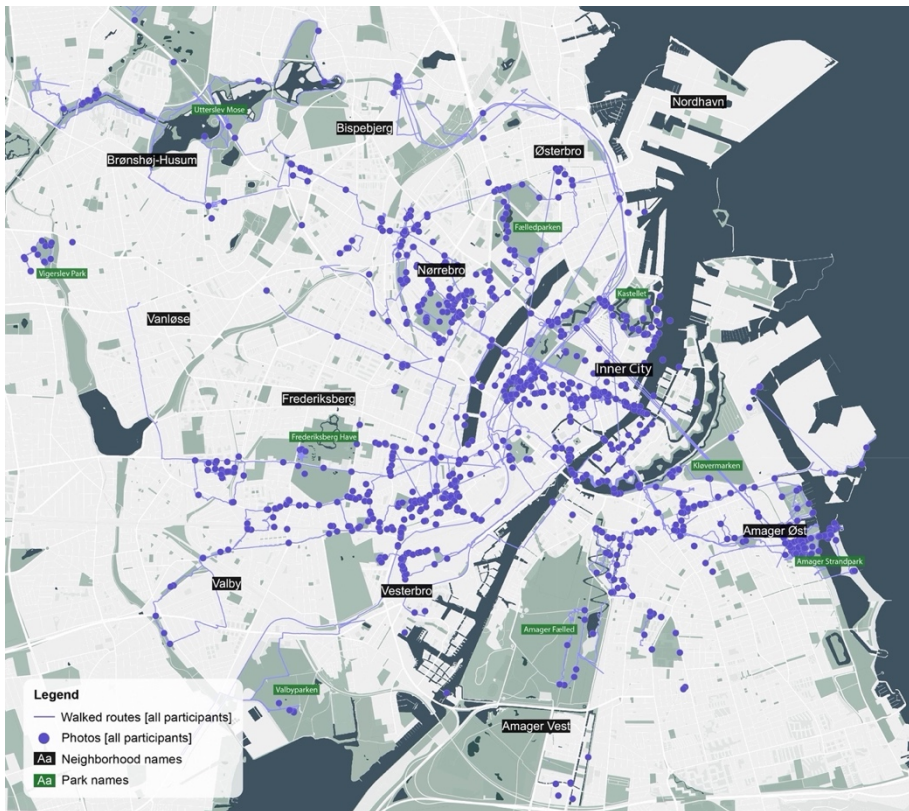 Nordhavn
Utterslev Mose
Bispebjerg
Østerbro
Brønshøj-Husum
Fælledparken
Vigerslev Park
Nørrebro
Kastellet
Vanløse
Inner City
Frederiksberg
Frederiksberg Have
Kløvermarken
Amager Øst
Amager Strandpark
Valby
Vesterbro
Amager Fælled
Valbyparken
Amager Vest
Legend
Walked routes [all participants]
Photos [all participants]
Aa Neighborhood names
Aa Park names